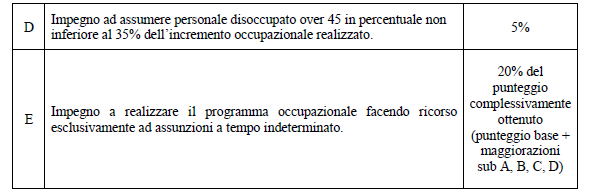 D
Impegno ad assumere personale disoccupato over 45 in percentuale non
inferiore al 35% dell’incremento occupazionale realizzato.
5%
E
Impegno a realizzare il programma occupazionale facendo ricorso
esclusivamente ad assunzioni a tempo indeterminato.
20% del
punteggio
complessivamente
ottenuto
(punteggio base +
maggiorazioni
sub A, B, C, D)